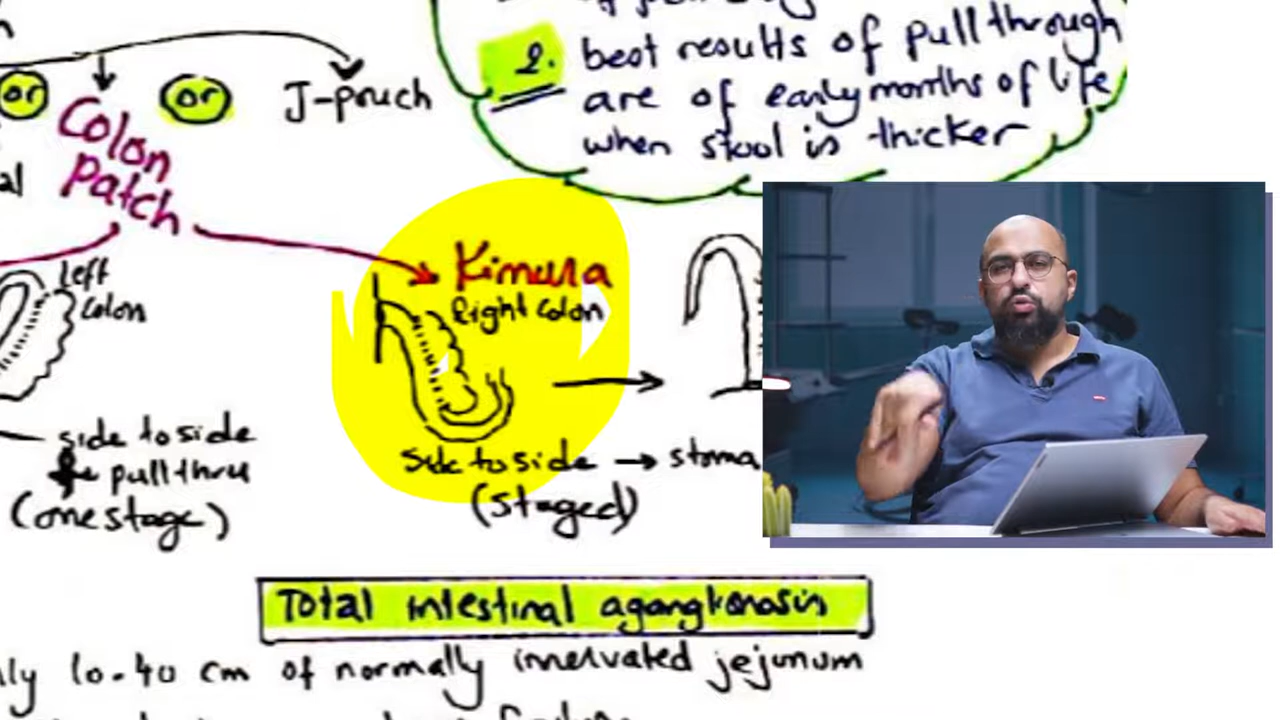 2. best results of pull through
are of early months of life
when stool is thicker
or
or
J-pouch
Colon
Patch
al
Left
Colon
Kimura
Right Colon
side to side
pull thru
(one stage)
side to side → stoma
(staged)
Total intestinal aganglionosis
ly 10-40 cm of normally innervated jejunum